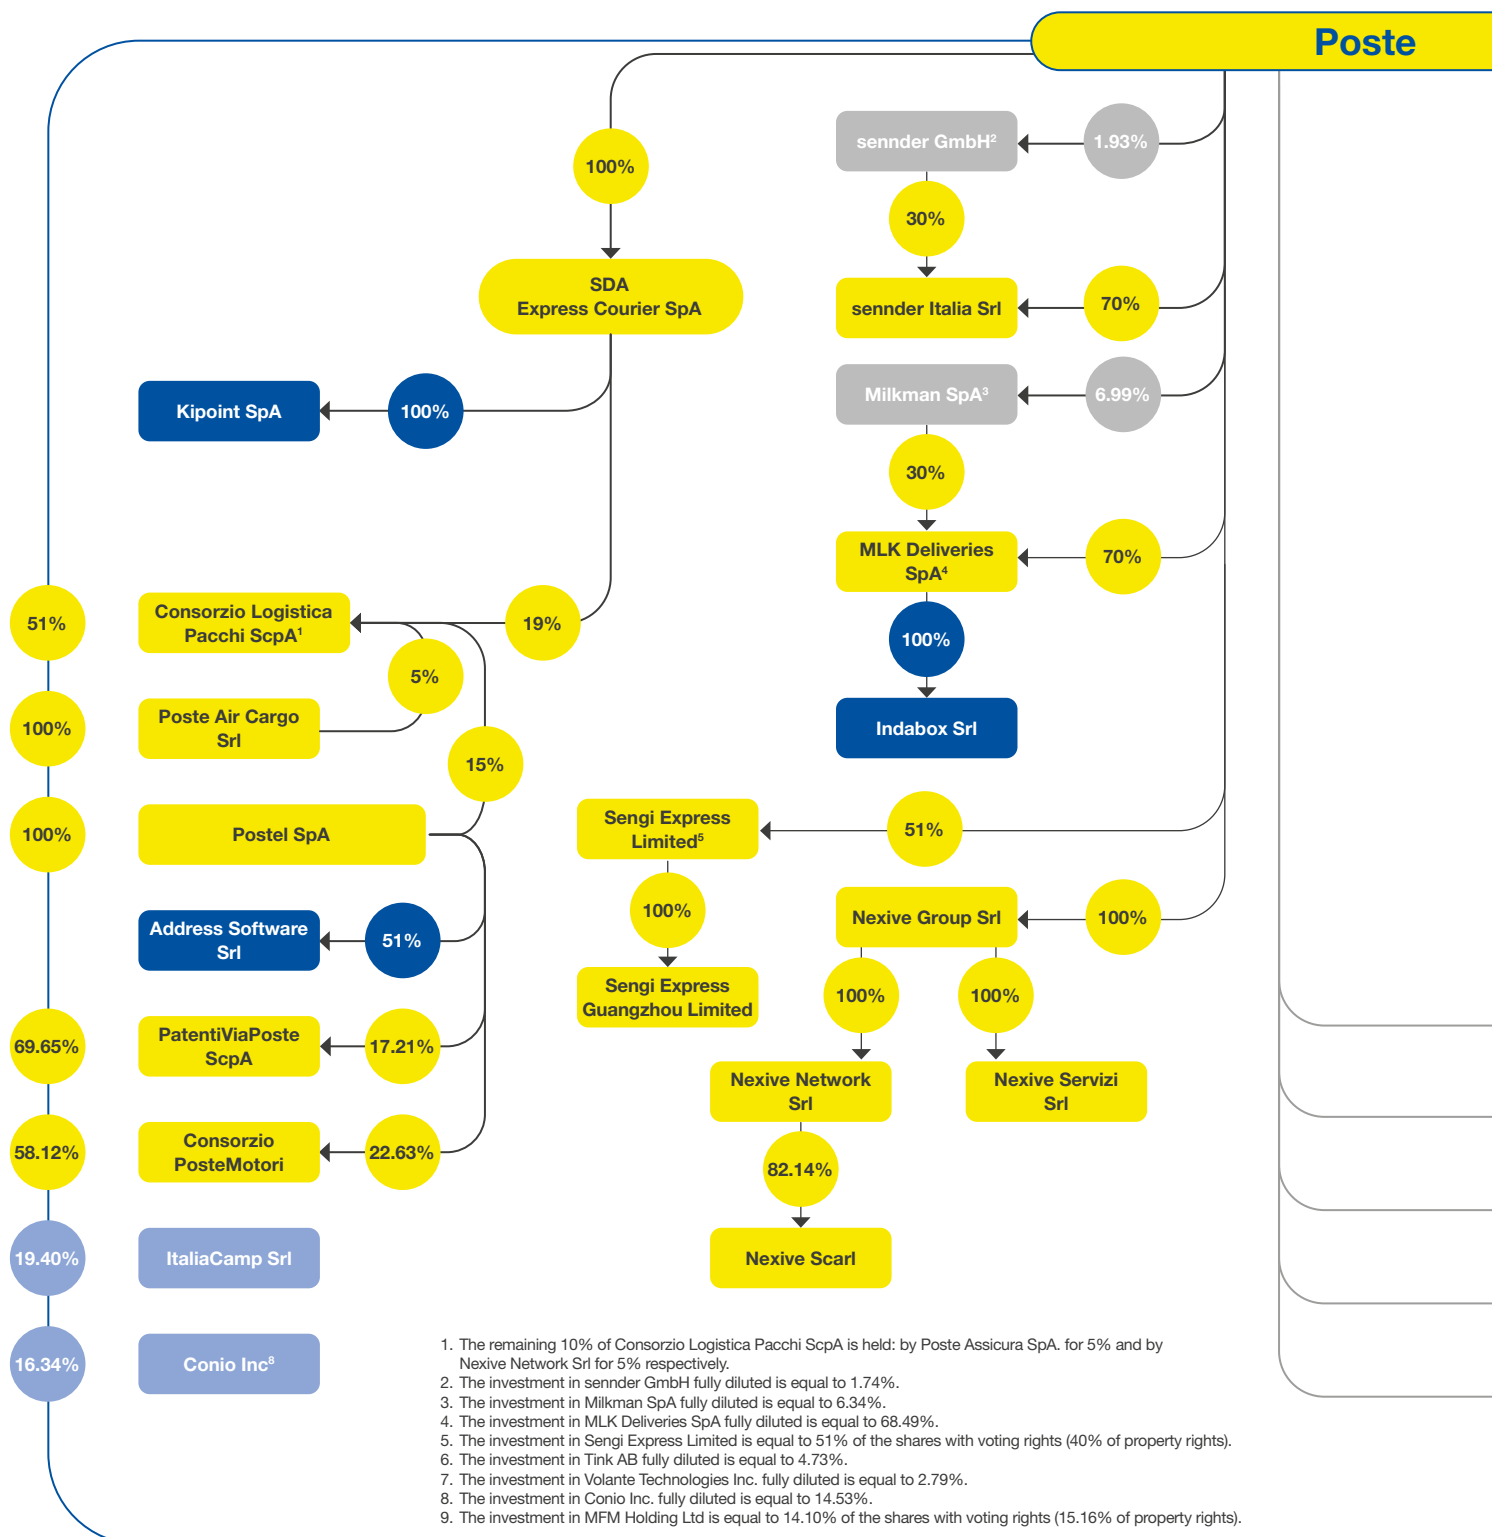 Poste
sennder GmbH²
1.93%
100%
30%
SDA
Express Courier SpA
sennder Italia Srl
70%
Kipoint SpA
100%
Milkman SpA³
6.99%
30%
MLK Deliveries
SpA⁴
70%
51%
Consorzio Logistica
Pacchi ScpA¹
19%
100%
5%
100%
Poste Air Cargo
Srl
Indabox Srl
15%
100%
Postel SpA
Sengi Express
Limited⁵
51%
100%
Nexive Group Srl
100%
Address Software
Srl
51%
Sengi Express
Guangzhou Limited
100%
100%
69.65%
PatentiViaPoste
ScpA
17.21%
Nexive Network
Srl
Nexive Servizi
Srl
58.12%
Consorzio
PosteMotori
22.63%
82.14%
19.40%
ItaliaCamp Srl
Nexive Scarl
16.34%
Conio Inc⁸
1. The remaining 10% of Consorzio Logistica Pacchi ScpA is held: by Poste Assicura SpA. for 5% and by
Nexive Network Srl for 5% respectively.
2. The investment in sennder GmbH fully diluted is equal to 1.74%.
3. The investment in Milkman SpA fully diluted is equal to 6.34%.
4. The investment in MLK Deliveries SpA fully diluted is equal to 68.49%.
5. The investment in Sengi Express Limited is equal to 51% of the shares with voting rights (40% of property rights).
6. The investment in Tink AB fully diluted is equal to 4.73%.
7. The investment in Volante Technologies Inc. fully diluted is equal to 2.79%.
8. The investment in Conio Inc. fully diluted is equal to 14.53%.
9. The investment in MFM Holding Ltd is equal to 14.10% of the shares with voting rights (15.16% of property rights).